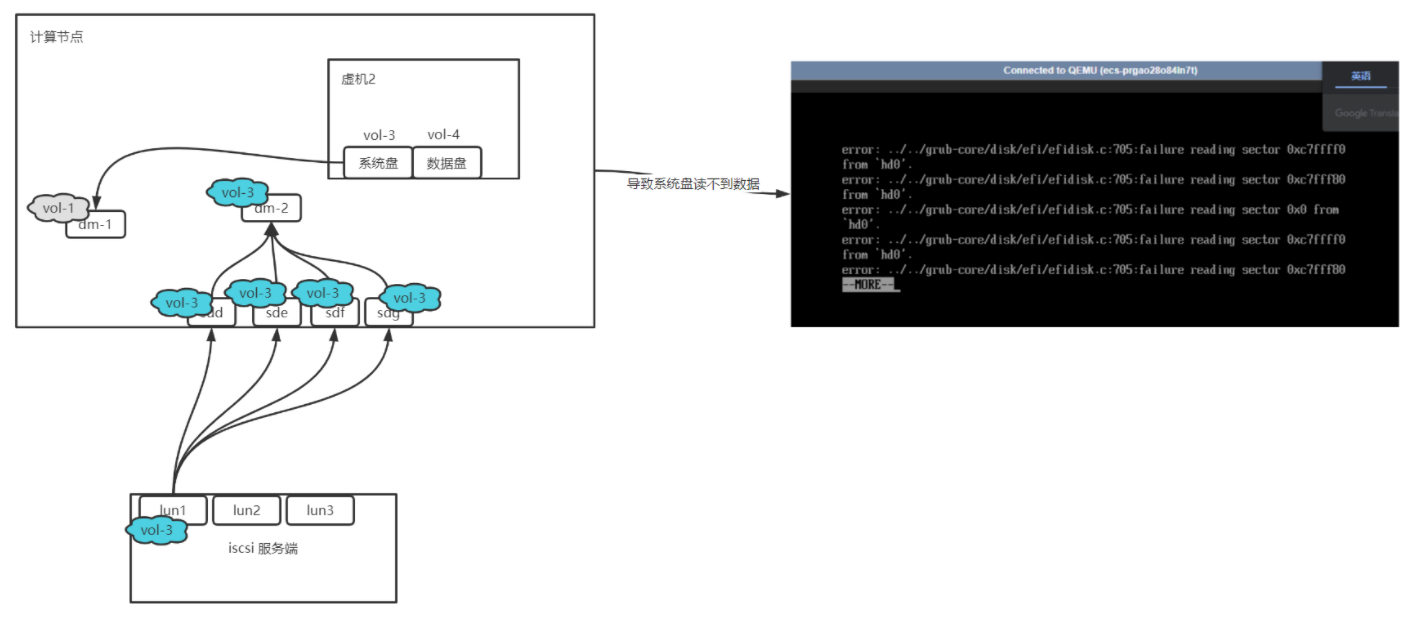 计算节点
虚机2
vol-3
vol-4
系统盘
数据盘
vol-1
dm-1
vol-3
dm-2
vol-3
vol-3
vol-3
vol-3
sdd
sde
sdf
sdg
lun1
lun2
lun3
vol-3
iscsi 服务端
导致系统盘读不到数据
Connected to QEMU (ecs-prgao28o84ln7t)
英语
Google Transla
error: ../../grub-core/disk/efi/efidisk.c:705:failure reading sector 0xc7ffff0
from `hd0'.
error: ../../grub-core/disk/efi/efidisk.c:705:failure reading sector 0xc7fff80
from `hd0'.
error: ../../grub-core/disk/efi/efidisk.c:705:failure reading sector 0x0 from
`hd0'.
error: ../../grub-core/disk/efi/efidisk.c:705:failure reading sector 0xc7ffff0
from `hd0'.
error: ../../grub-core/disk/efi/efidisk.c:705:failure reading sector 0xc7fff80
--MORE--